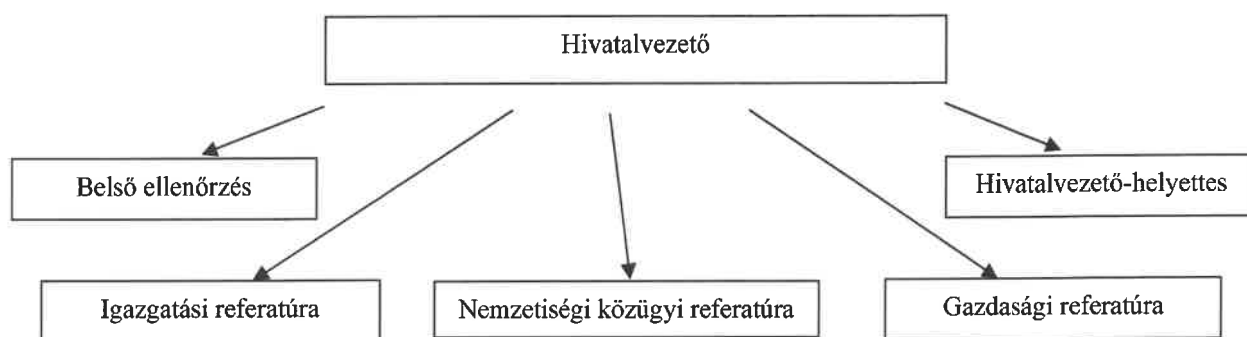 Hivatalvezető
Belső ellenőrzés
Hivatalvezető-helyettes
Igazgatási referatúra
Nemzetiségi közügyi referatúra
Gazdasági referatúra